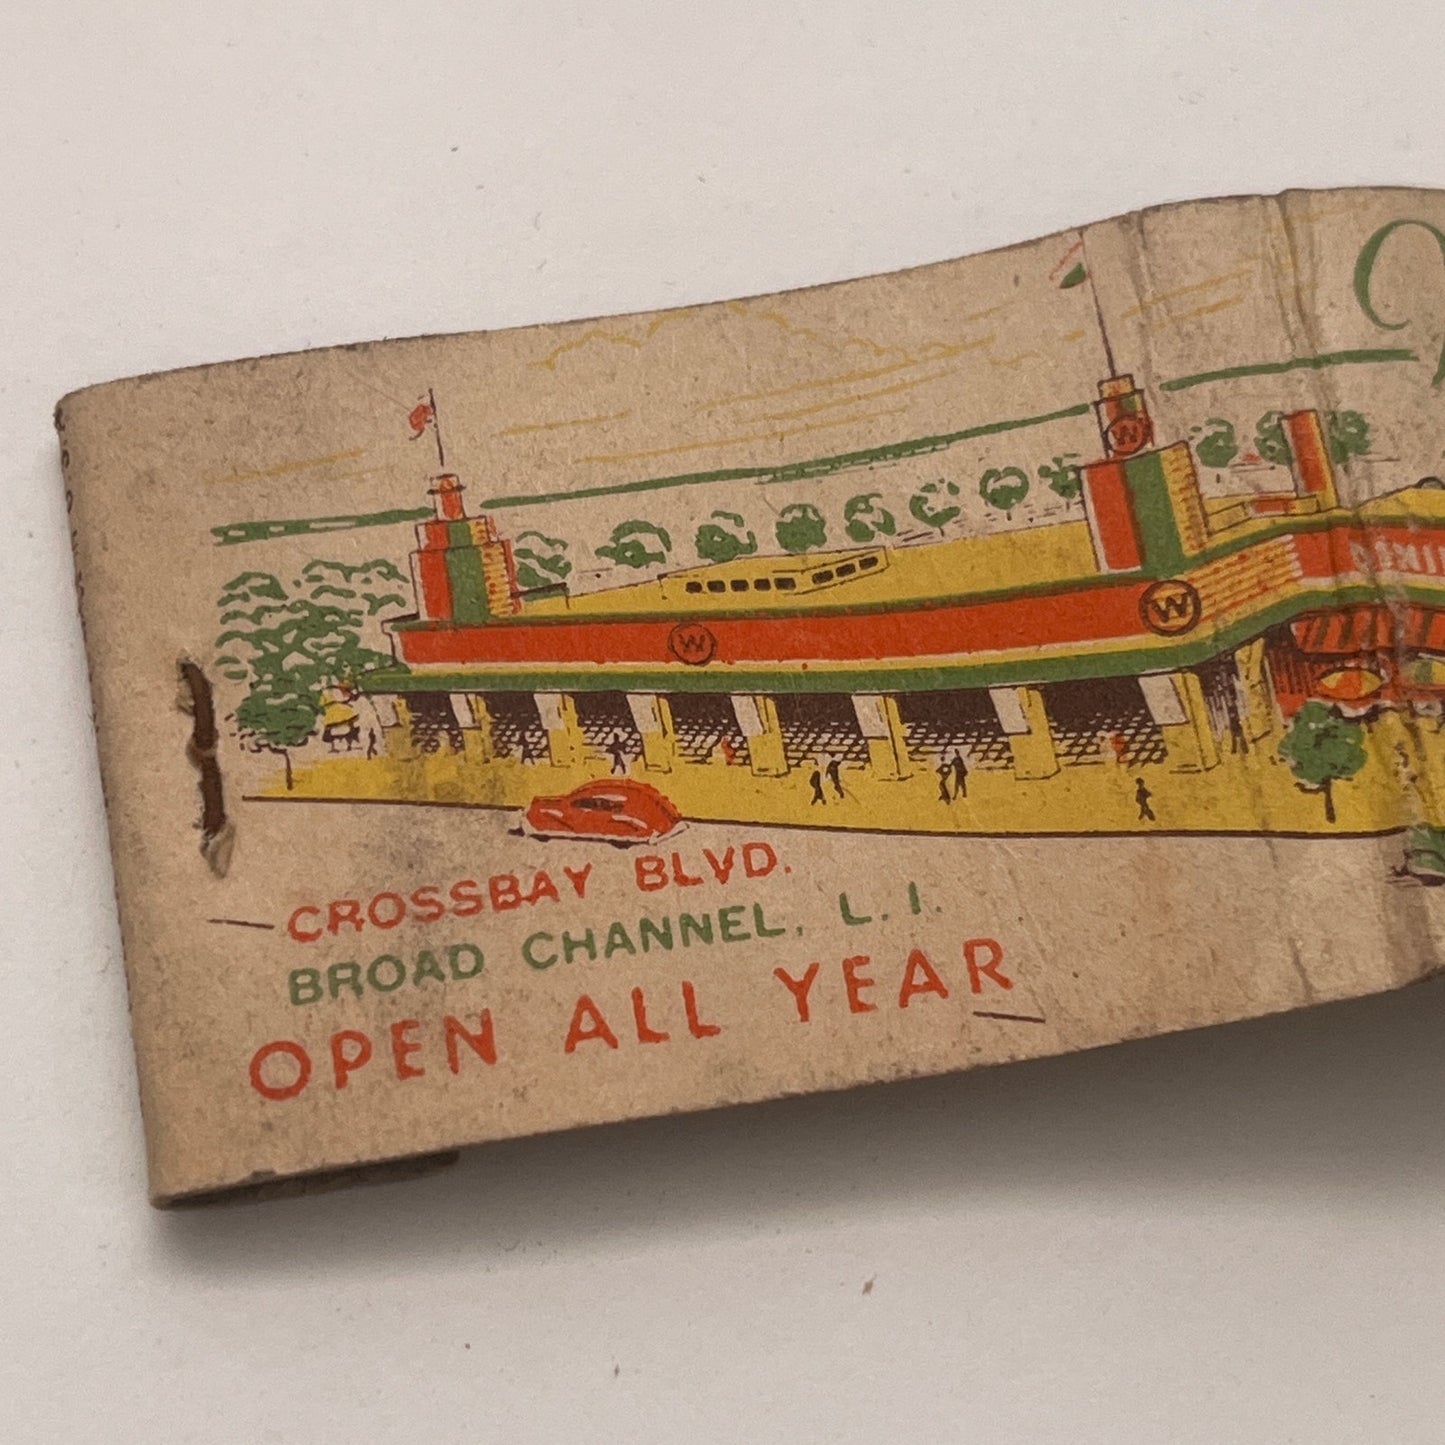 W
W
W
CROSSBAY BLVD.
BROAD CHANNEL, L. I.
OPEN ALL YEAR